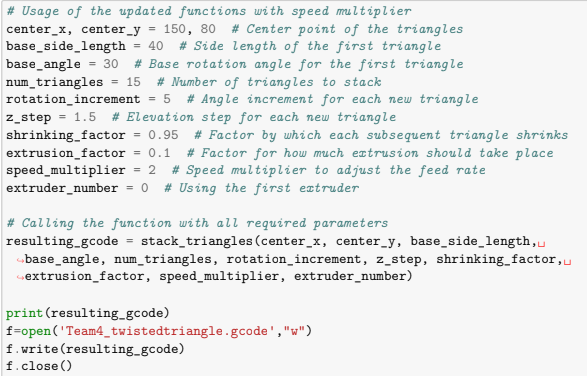 # Usage of the updated functions with speed multiplier
center_x, center_y = 150, 80  # Center point of the triangles
base_side_length = 40  # Side length of the first triangle
base_angle = 30  # Base rotation angle for the first triangle
num_triangles = 15  # Number of triangles to stack
rotation_increment = 5  # Angle increment for each new triangle
z_step = 1.5  # Elevation step for each new triangle
shrinking_factor = 0.95  # Factor by which each subsequent triangle shrinks
extrusion_factor = 0.1  # Factor for how much extrusion should take place
speed_multiplier = 2  # Speed multiplier to adjust the feed rate
extruder_number = 0  # Using the first extruder

# Calling the function with all required parameters
resulting_gcode = stack_triangles(center_x, center_y, base_side_length,␣
↪base_angle, num_triangles, rotation_increment, z_step, shrinking_factor,␣
↪extrusion_factor, speed_multiplier, extruder_number)

print(resulting_gcode)
f=open('Team4_twistedtriangle.gcode',"w")
f.write(resulting_gcode)
f.close()